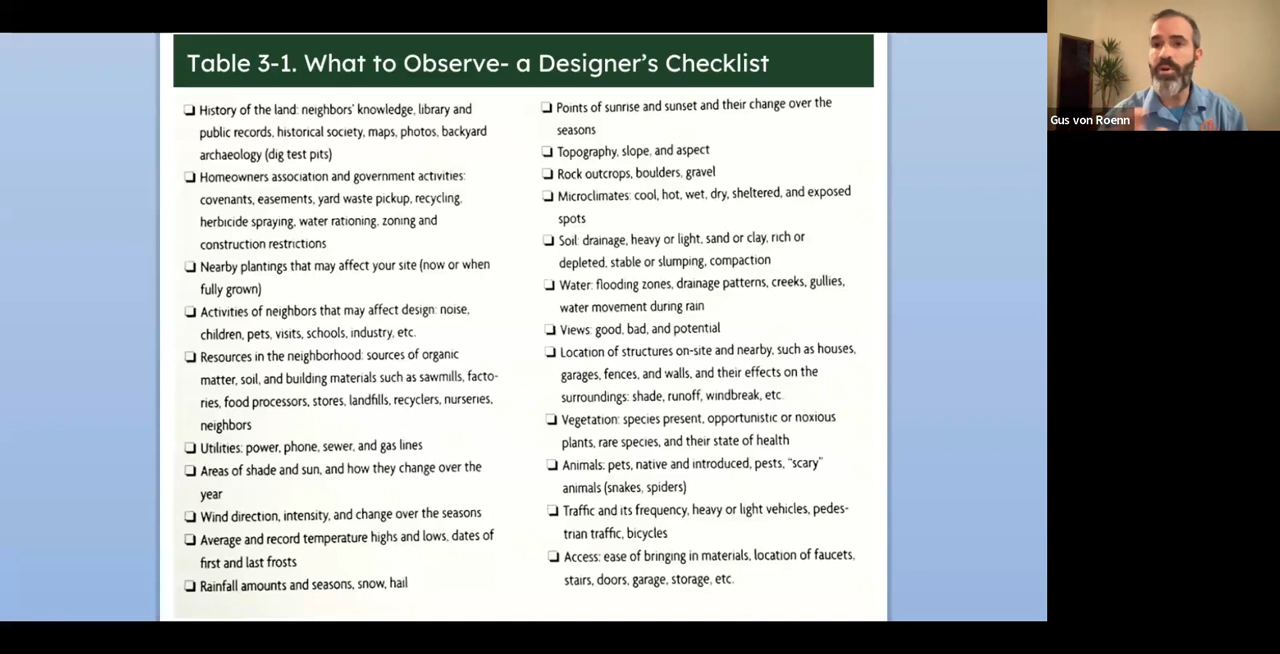 Table 3-1. What to Observe- a Designer's Checklist
History of the land: neighbors' knowledge, library and
public records, historical society, maps, photos, backyard
archaeology (dig test pits)
Homeowners association and government activities:
covenants, easements, yard waste pickup, recycling,
herbicide spraying, water rationing, zoning and
construction restrictions
Nearby plantings that may affect your site (now or when
fully grown)
Activities of neighbors that may affect design: noise,
children, pets, visits, schools, industry, etc.
Resources in the neighborhood: sources of organic
matter, soil, and building materials such as sawmills, facto-
ries, food processors, stores, landfills, recyclers, nurseries,
neighbors
Utilities: power, phone, sewer, and gas lines
Areas of shade and sun, and how they change over the
year
Wind direction, intensity, and change over the seasons
Average and record temperature highs and lows, dates of
first and last frosts
Rainfall amounts and seasons, snow, hail
Points of sunrise and sunset and their change over the
seasons
Topography, slope, and aspect
Rock outcrops, boulders, gravel
Microclimates: cool, hot, wet, dry, sheltered, and exposed
spots
Soil: drainage, heavy or light, sand or clay, rich or
depleted, stable or slumping, compaction
Water: flooding zones, drainage patterns, creeks, gullies,
water movement during rain
Views: good, bad, and potential
Location of structures on-site and nearby, such as houses,
garages, fences, and walls, and their effects on the
surroundings: shade, runoff, windbreak, etc.
Vegetation: species present, opportunistic or noxious
plants, rare species, and their state of health
Animals: pets, native and introduced, pests, "scary"
animals (snakes, spiders)
Traffic and its frequency, heavy or light vehicles, pedes-
trian traffic, bicycles
Access: ease of bringing in materials, location of faucets,
stairs, doors, garage, storage, etc.
Gus von Roenn